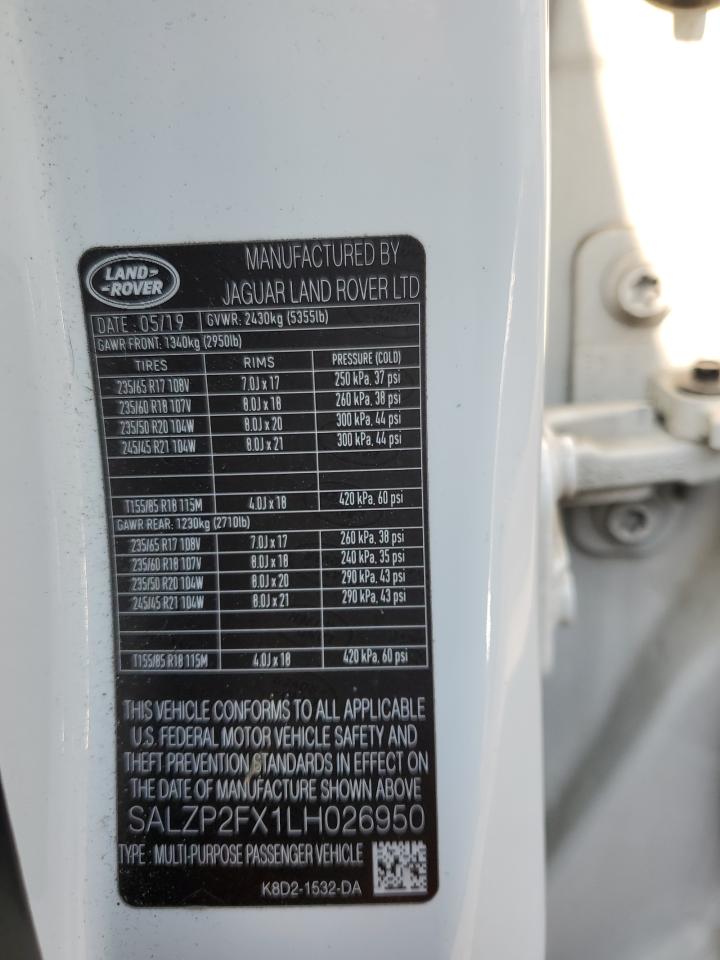 LAND-
-ROVER
MANUFACTURED BY
JAGUAR LAND ROVER LTD
DATE :05/19 GVWR: 2430kg (5355lb)
GAWR FRONT: 1340kg (2950lb)
TIRES RIMS PRESSURE (COLD)
235/65 R17 108V 7.0J x 17 250 kPa, 37 psi
235/60 R18 107V 8.0J x 18 260 kPa, 38 psi
235/50 R20 104W 8.0J x 20 300 kPa, 44 psi
245/45 R21 104W 8.0J x 21 300 kPa, 44 psi
T155/85 R18 115M 4.0J x 18 420 kPa, 60 psi
GAWR REAR: 1230kg (2710lb)
235/65 R17 108V 7.0J x 17 260 kPa, 38 psi
235/60 R18 107V 8.0J x 18 240 kPa, 35 psi
235/50 R20 104W 8.0J x 20 290 kPa, 43 psi
245/45 R21 104W 8.0J x 21 290 kPa, 43 psi
T155/85 R18 115M 4.0J x 18 420 kPa, 60 psi
THIS VEHICLE CONFORMS TO ALL APPLICABLE
U.S. FEDERAL MOTOR VEHICLE SAFETY AND
THEFT PREVENTION STANDARDS IN EFFECT ON
THE DATE OF MANUFACTURE SHOWN ABOVE
SALZP2FX1LH026950
TYPE: MULTI-PURPOSE PASSENGER VEHICLE
K8D2-1532-DA